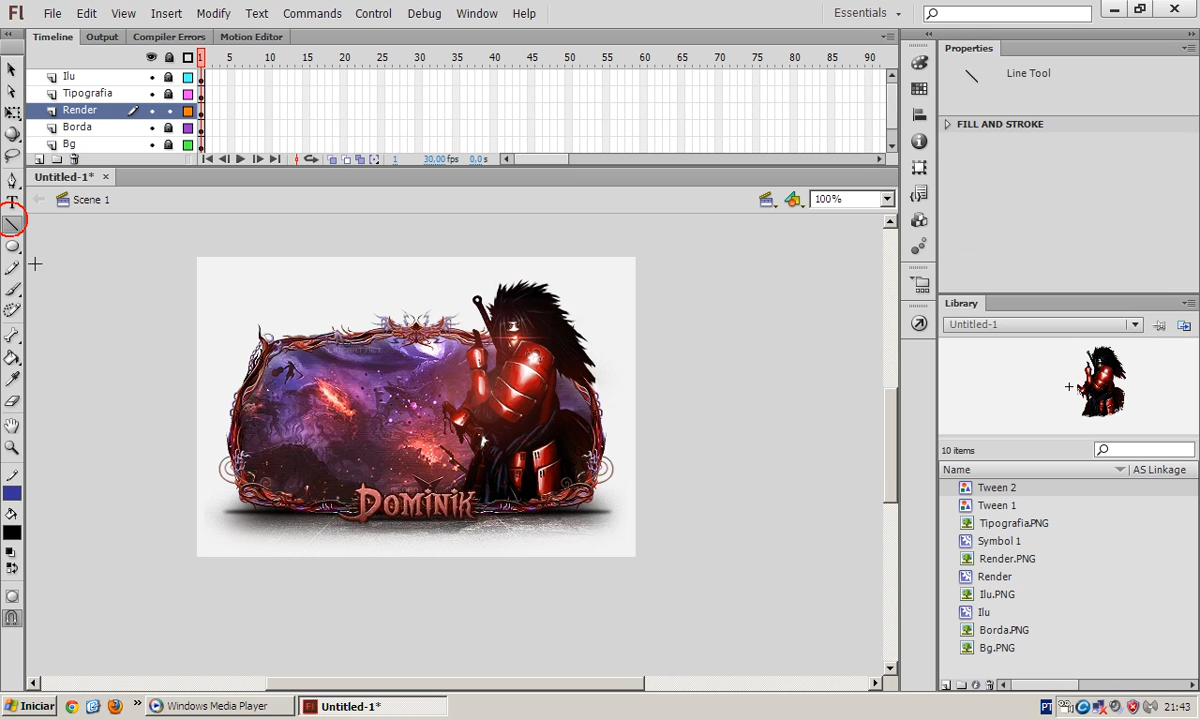 Fl File Edit View Insert Modify Text Commands Control Debug Window Help Essentials
Timeline Output Compiler Errors Motion Editor
1 5 10 15 20 25 30 35 40 45 50 55 60 65 70 75 80 85 90
Ilu
Tipografia
Render
Borda
Bg
1 30,00 fps 0,0 s
Untitled-1* ×
Scene 1 100%
T
Dominik
Properties
Line Tool
FILL AND STROKE
Library
Untitled-1
10 items
Name AS Linkage
Tween 2
Tween 1
Tipografia.PNG
Symbol 1
Render.PNG
Render
Ilu.PNG
Ilu
Borda.PNG
Bg.PNG
Iniciar » Windows Media Player Fl Untitled-1* PT 21:43